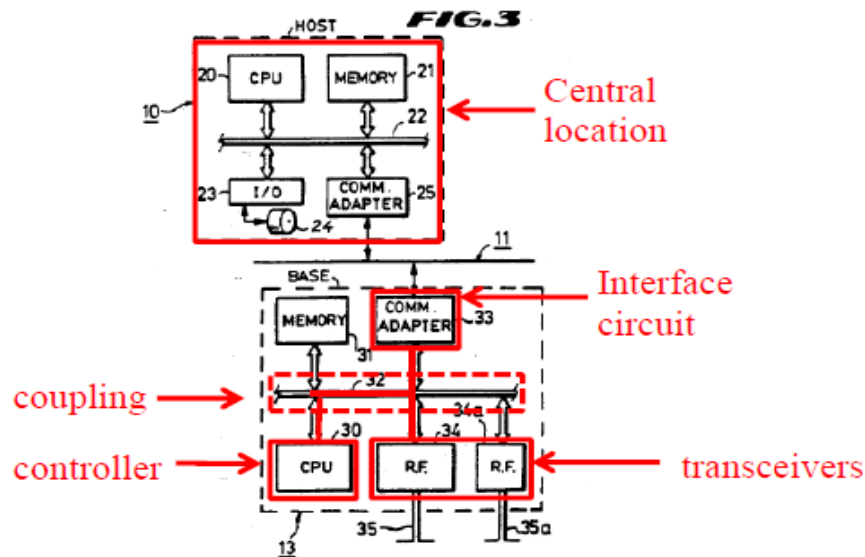 FIG.3
HOST
20
CPU
MEMORY
21
10
22
Central
location
23
I/O
COMM.
ADAPTER
25
24
11
BASE
MEMORY
31
COMM.
ADAPTER
33
Interface
circuit
32
coupling
34a
30
34
controller
CPU
R.F.
R.F.
transceivers
13
35
35a